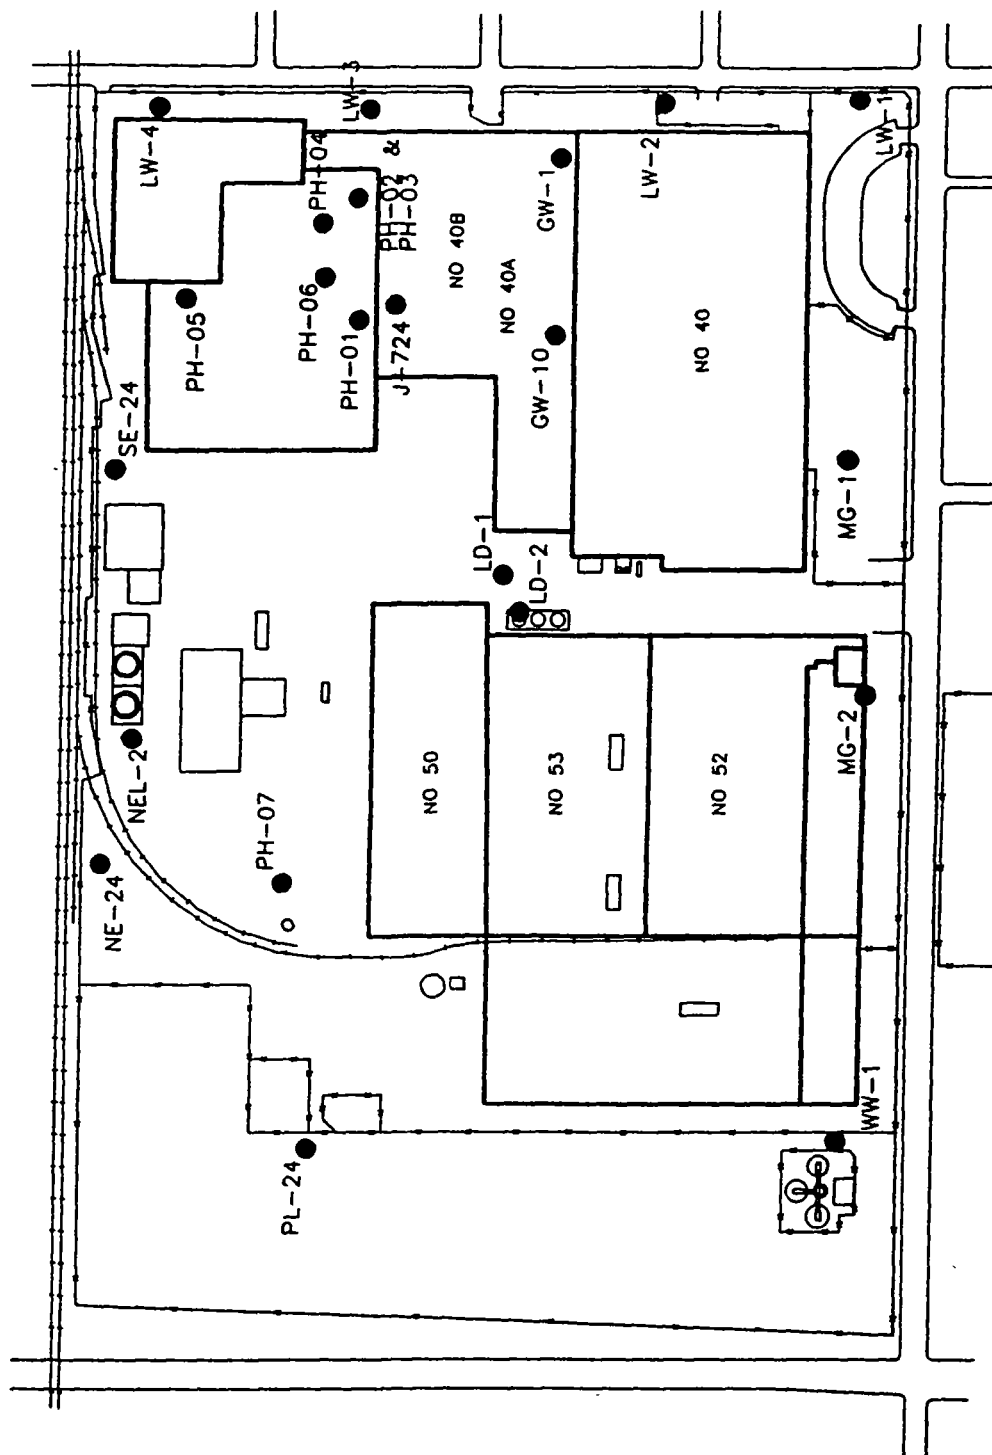 LW-3
LW-4
PH-04
&
LW-1
LW-2
PH-02
PH-03
GW-1
NO 40B
NO 40A
PH-06
PH-05
PH-01
J-724
NO 40
GW-10
SE-24
MG-1
LD-1
LD-2
NEL-2
NO 50
NO 53
NO 52
MG-2
PH-07
NE-24
WW-1
PL-24